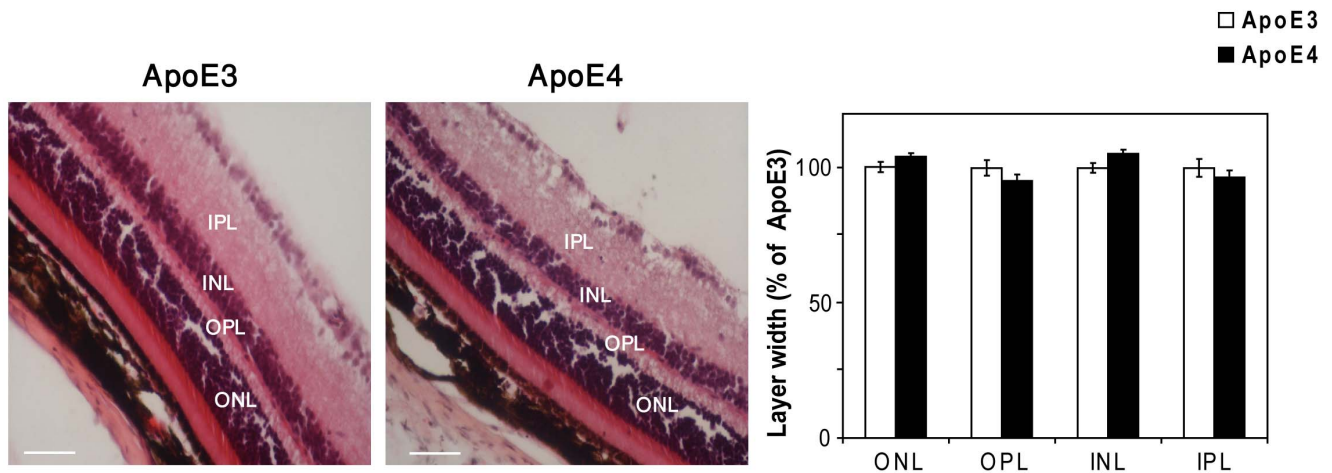 ApoE3
ApoE4
ApoE3
IPL
INL
OPL
ONL
ApoE4
IPL
INL
OPL
ONL
Layer width (% of ApoE3)
100
50
0
ONL OPL INL IPL